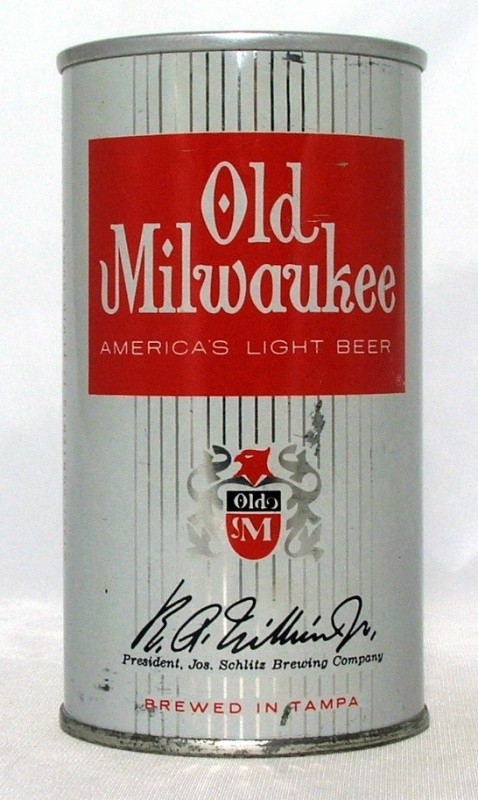 Old
Milwaukee
AMERICA'S LIGHT BEER
Old
M
President, Jos. Schlitz Brewing Company
BREWED IN TAMPA